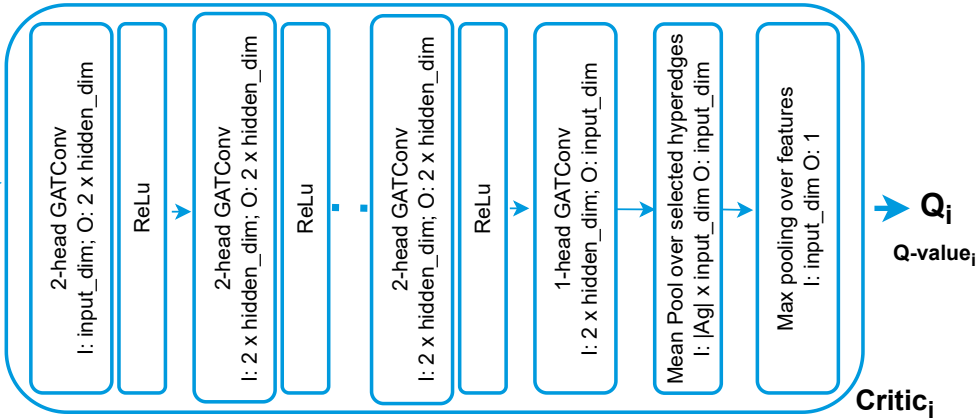 2-head GATConv
I: input_dim; O: 2 x hidden_dim
ReLu
2-head GATConv
I: 2 x hidden_dim; O: 2 x hidden_dim
ReLu
2-head GATConv
I: 2 x hidden_dim; O: 2 x hidden_dim
ReLu
1-head GATConv
I: 2 x hidden_dim; O: input_dim
Mean Pool over selected hyperedges
I: |Ag| x input_dim O: input_dim
Max pooling over features
I: input_dim O: 1
Qi
Q-valuei
Critici